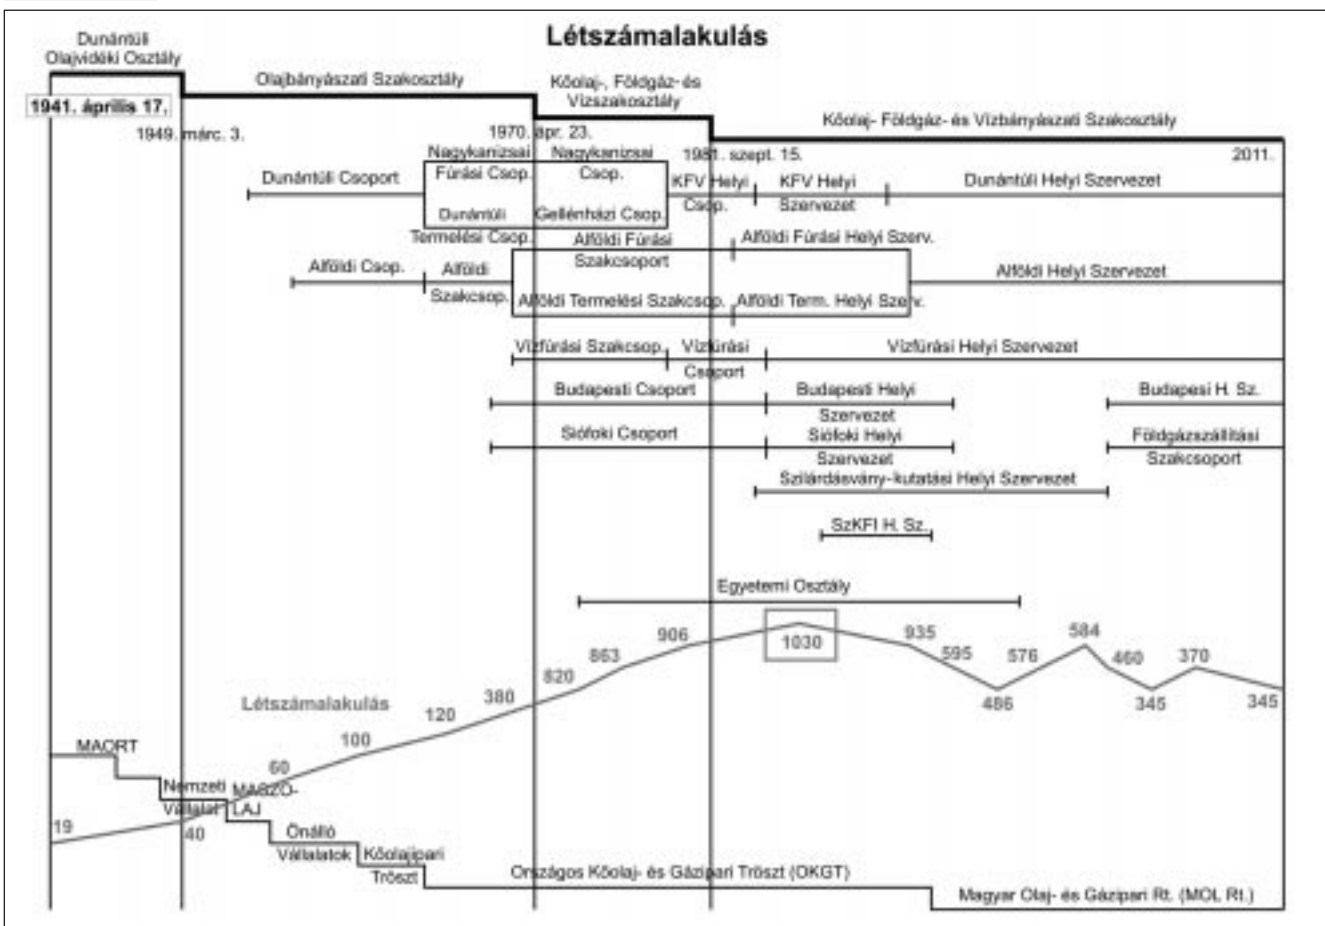 Létszámalakulás
Dunántúli
Olajvidéki Osztály
Olajbányászati Szakosztály
Kőolaj-, Földgáz- és
Vízszakosztály
Kőolaj- Földgáz- és Vízbányászati Szakosztály
1941. április 17.
1949. márc. 3.
1970. ápr. 23.
1981. szept. 15.
2011.
Dunántúli Csoport
Nagykanizsai
Fúrási Csop.
Nagykanizsai
Csop.
KFV Helyi
Csop.
KFV Helyi
Szervezet
Dunántúli Helyi Szervezet
Dunántúli
Termelési Csop.
Gellénházi Csop.
Alföldi Csop.
Alföldi
Szakcsop.
Alföldi Fúrási
Szakcsoport
Alföldi Fúrási Helyi Szerv.
Alföldi Helyi Szervezet
Alföldi Termelési Szakcsop.
Alföldi Term. Helyi Szerv.
Vízfúrási Szakcsop.
Vízfúrási
Csoport
Vízfúrási Helyi Szervezet
Budapesti Csoport
Budapesti Helyi
Szervezet
Budapesi H. Sz.
Siófoki Csoport
Siófoki Helyi
Szervezet
Földgázszállítási
Szakcsoport
Szilárdásvány-kutatási Helyi Szervezet
SzKFI H. Sz.
Egyetemi Osztály
19
40
60
100
120
380
820
863
906
1030
935
595
486
576
584
460
345
370
345
Létszámalakulás
MAORT
Nemzeti
Vállalat
MASZO-
LAJ
Önálló
Vállalatok
Kőolajipari
Tröszt
Országos Kőolaj- és Gázipari Tröszt (OKGT)
Magyar Olaj- és Gázipari Rt. (MOL Rt.)